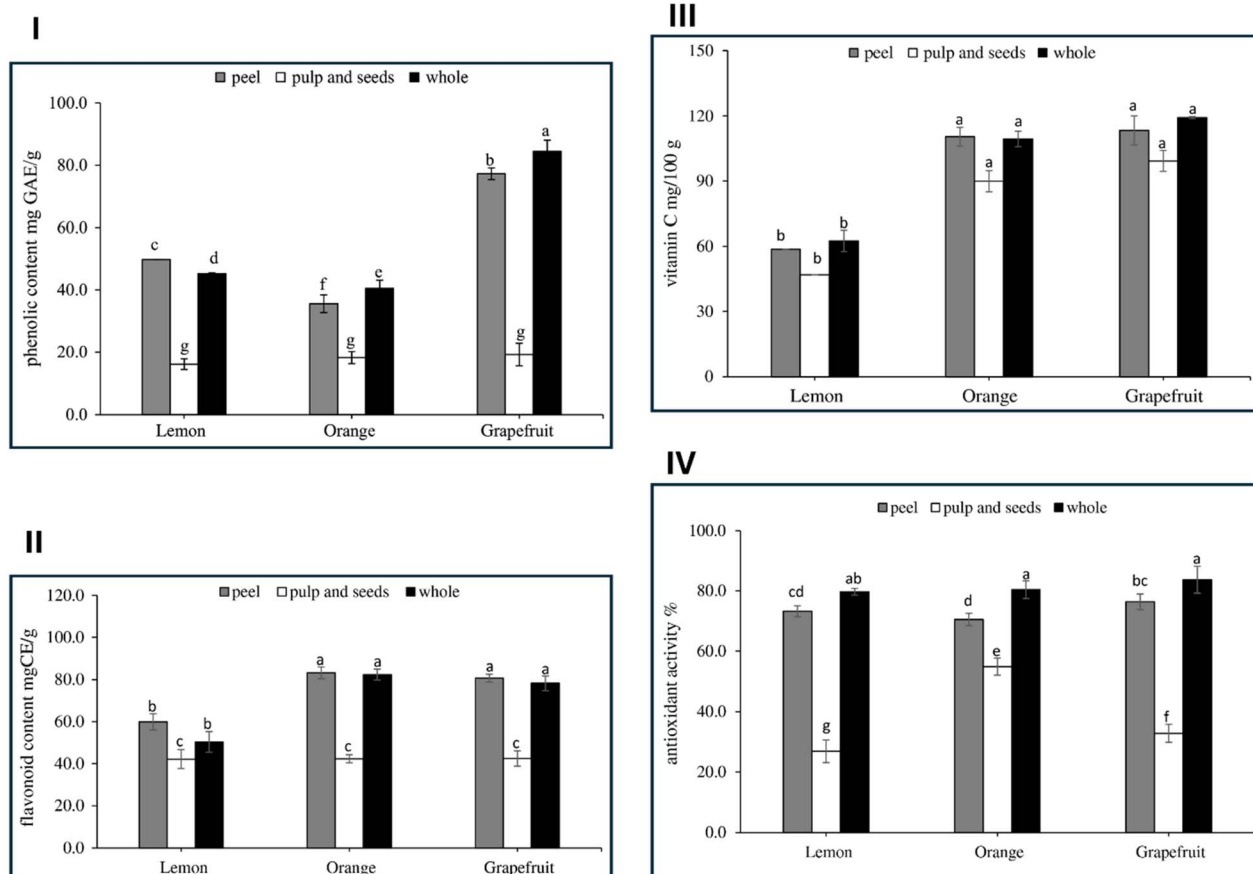 I
peel pulp and seeds whole
phenolic content mg GAE/g
100.0
80.0
60.0
40.0
20.0
0.0
c
g
d
f
g
e
b
g
a
Lemon Orange Grapefruit
II
peel pulp and seeds whole
flavonoid content mgCE/g
120.0
100.0
80.0
60.0
40.0
20.0
0.0
b
c
b
a
c
a
a
c
a
Lemon Orange Grapefruit
III
peel pulp and seeds whole
vitamin C mg/100 g
150
120
90
60
30
0
b
b
b
a
a
a
a
a
a
Lemon Orange Grapefruit
IV
peel pulp and seeds whole
antioxidant activity %
100.0
80.0
60.0
40.0
20.0
0.0
cd
g
ab
d
e
a
bc
f
a
Lemon Orange Grapefruit